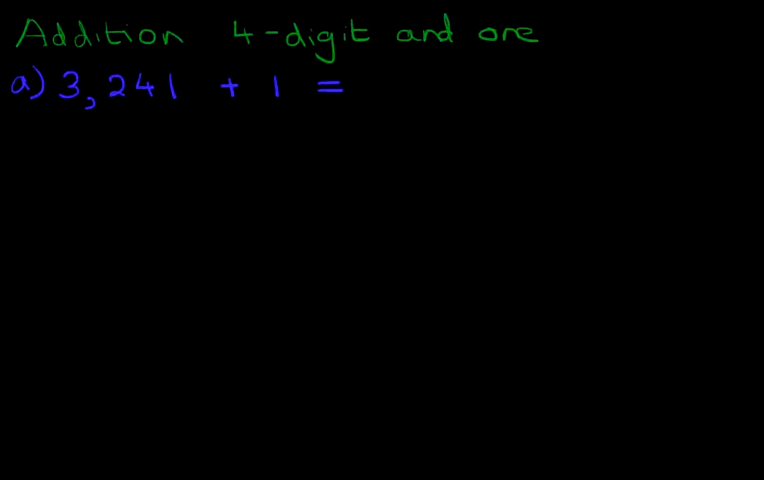 Addition 4-digit and one
a) 3,241 + 1 =